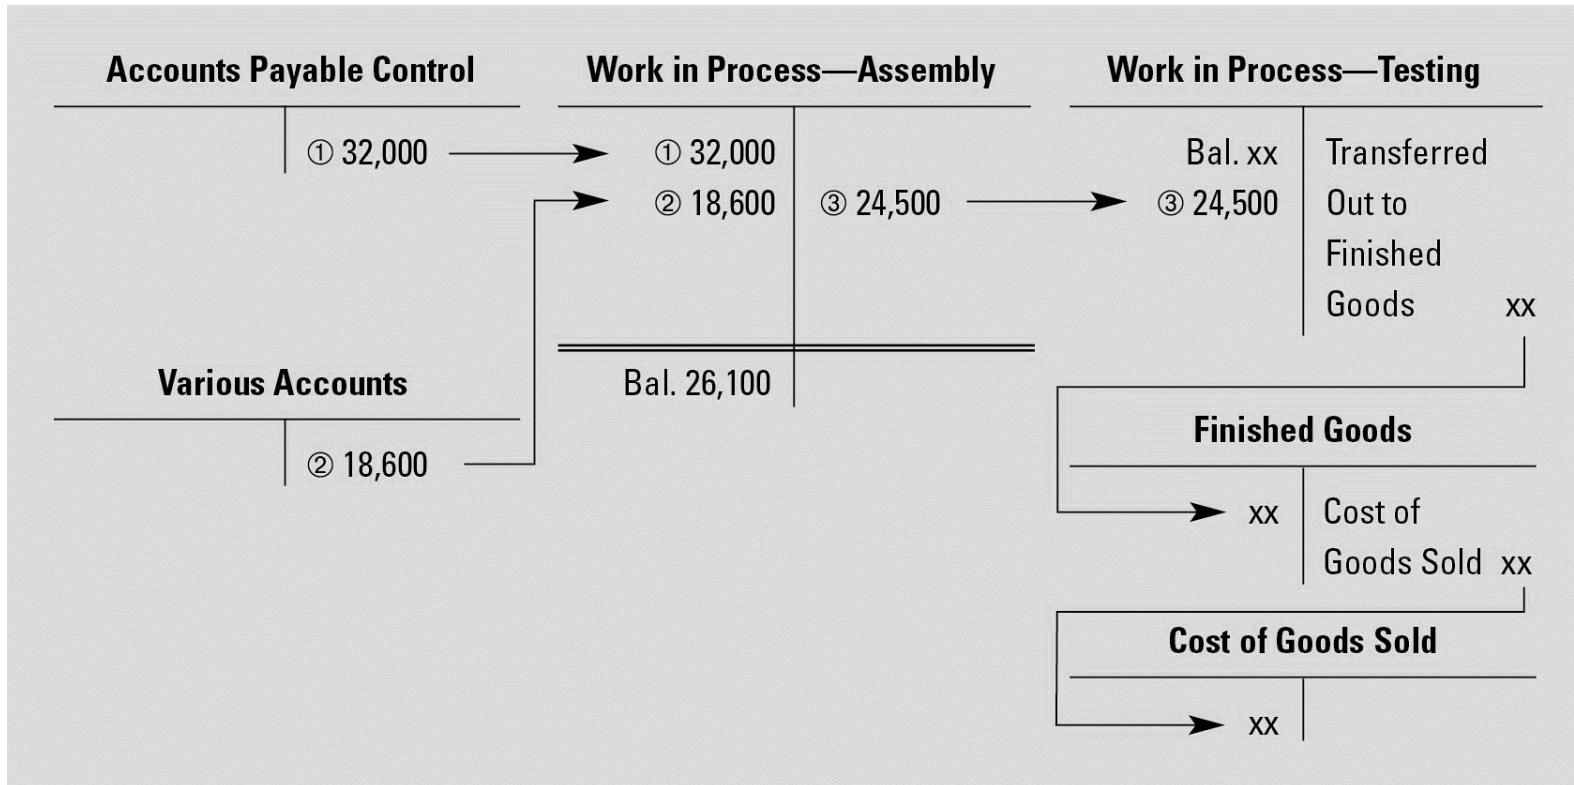 Accounts Payable Control
① 32,000
Work in Process—Assembly
① 32,000
② 18,600
③ 24,500
Bal. 26,100
Work in Process—Testing
Bal. xx
③ 24,500
Transferred
Out to
Finished
Goods xx
Various Accounts
② 18,600
Finished Goods
xx
Cost of
Goods Sold xx
Cost of Goods Sold
xx